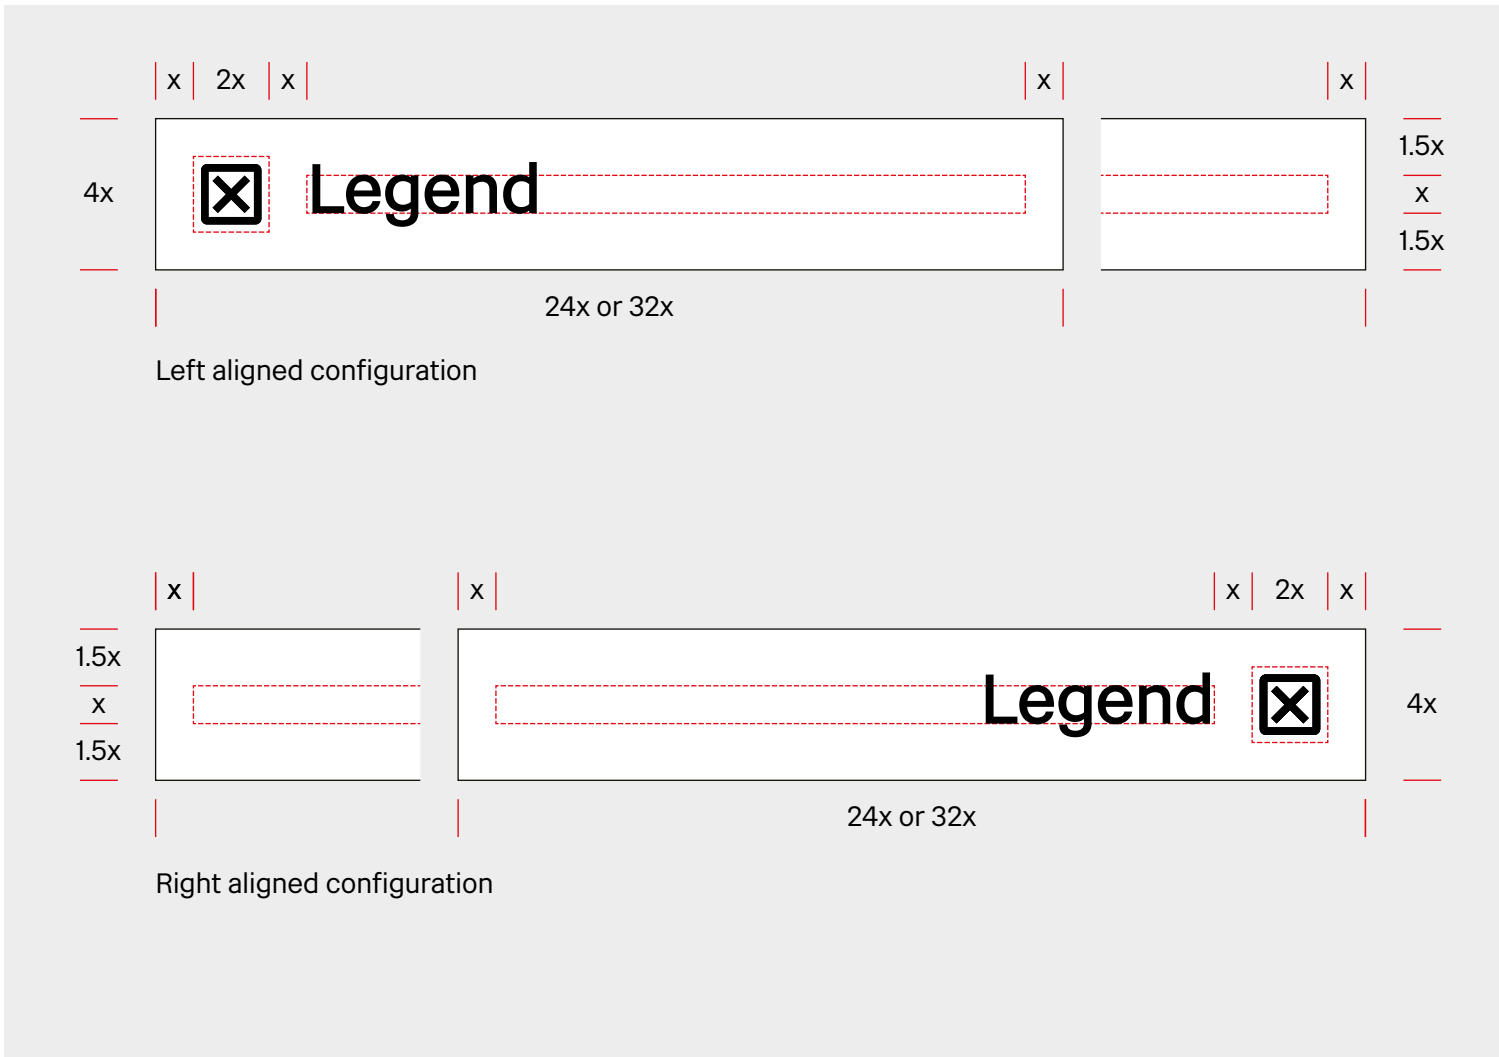 x 2x x x x
1.5x
4x Legend x
1.5x
24x or 32x
Left aligned configuration
x x x 2x x
1.5x
x Legend 4x
1.5x
24x or 32x
Right aligned configuration